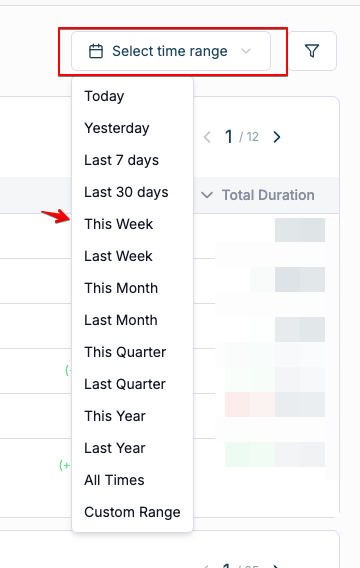 Select time range
Today
Yesterday
Last 7 days
1 / 12
Last 30 days
Total Duration
This Week
Last Week
This Month
Last Month
This Quarter
(-
Last Quarter
This Year
Last Year
(+
All Times
Custom Range